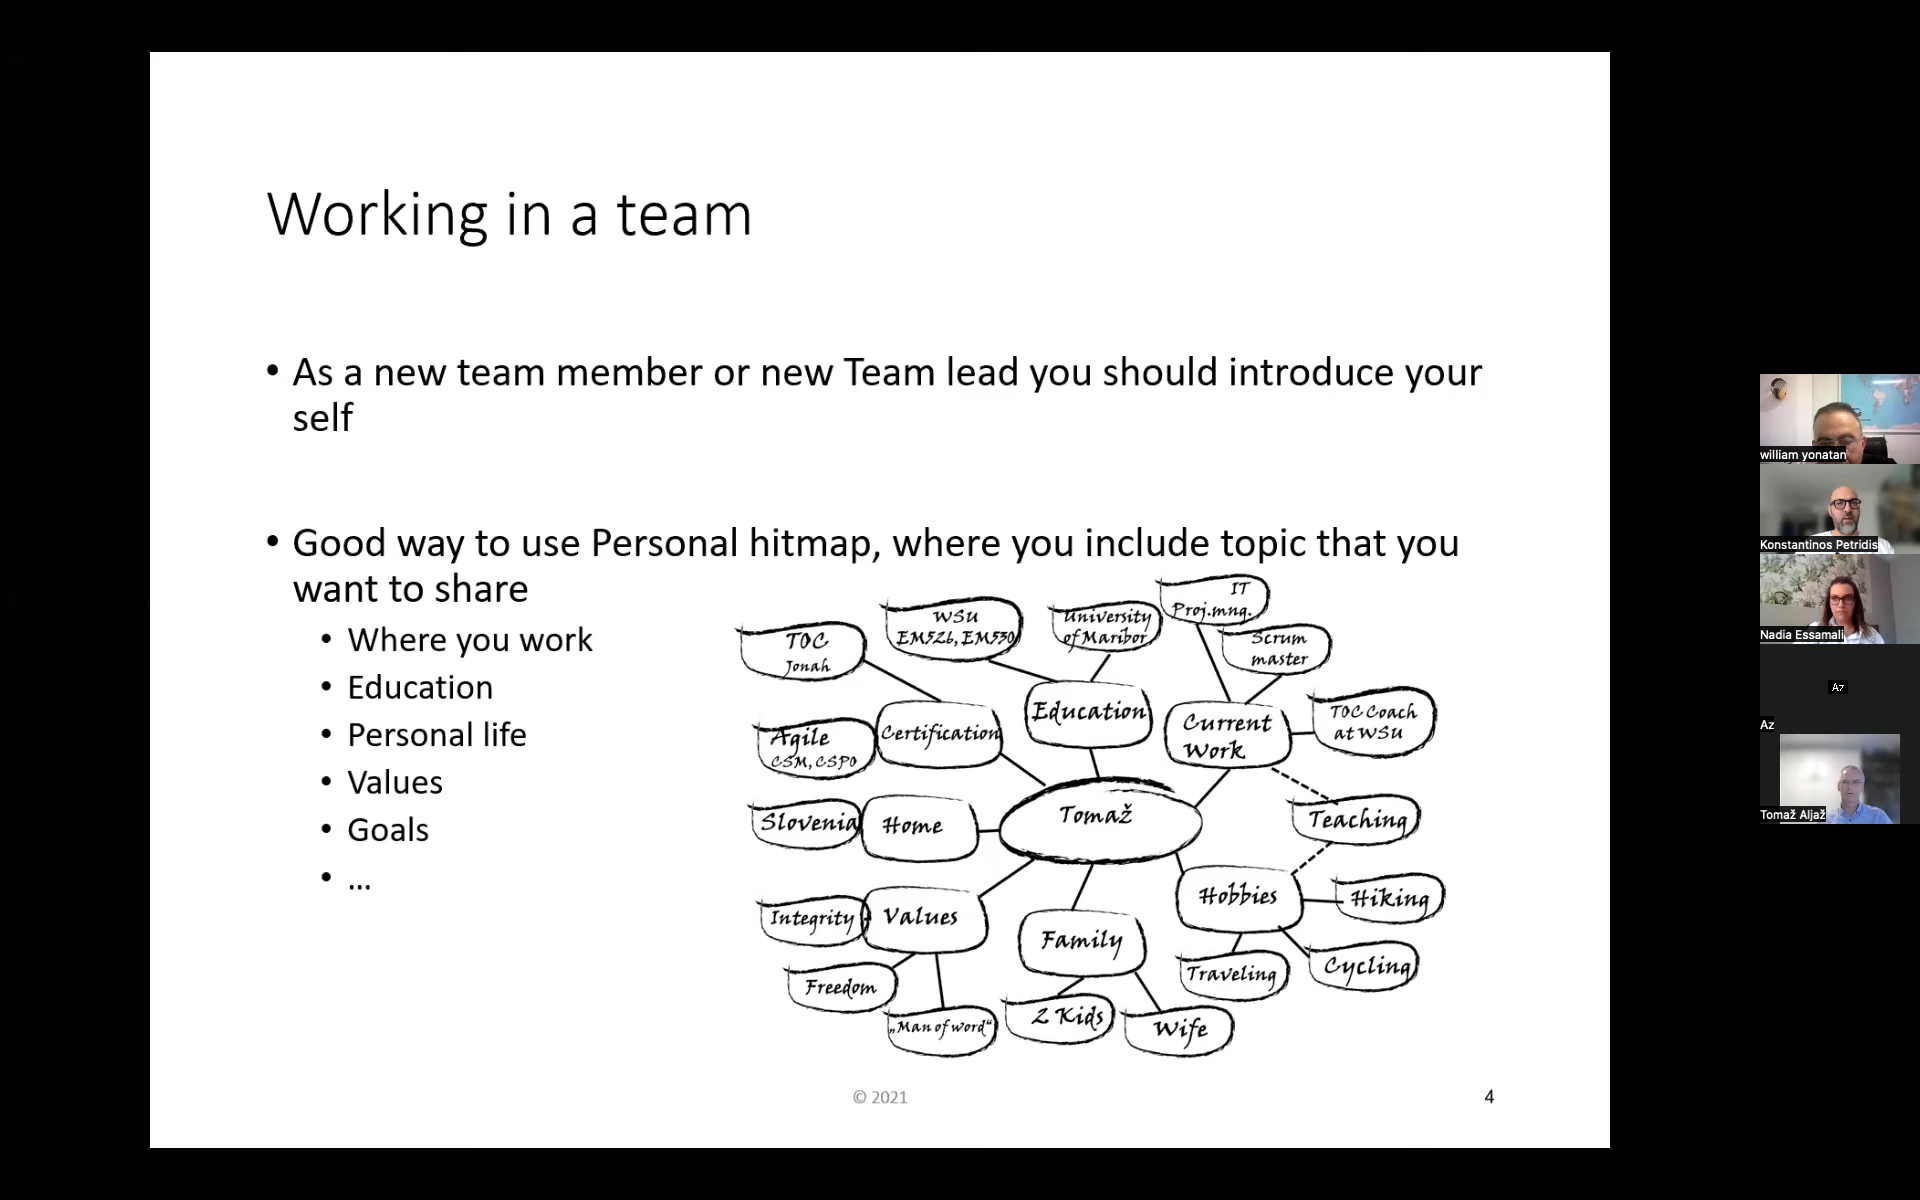 Working in a team
• As a new team member or new Team lead you should introduce your
self
• Good way to use Personal hitmap, where you include topic that you
want to share
• Where you work
• Education
• Personal life
• Values
• Goals
• ...
TOC
Jonah
WSU
EM526, EM530
University
of Maribor
IT
Proj.mng.
Scrum
master
Agile
CSM, CSPO
Certification
Education
Current
Work
TOC Coach
at WSU
Slovenia
Home
Tomaž
Teaching
Integrity
Values
Family
Hobbies
Hiking
Freedom
Traveling
Cycling
„Man of word“
2 Kids
Wife
© 2021
4
william yonatan
Konstantinos Petridis
Nadia Essamali
Az
Az
Tomaž Aljaž